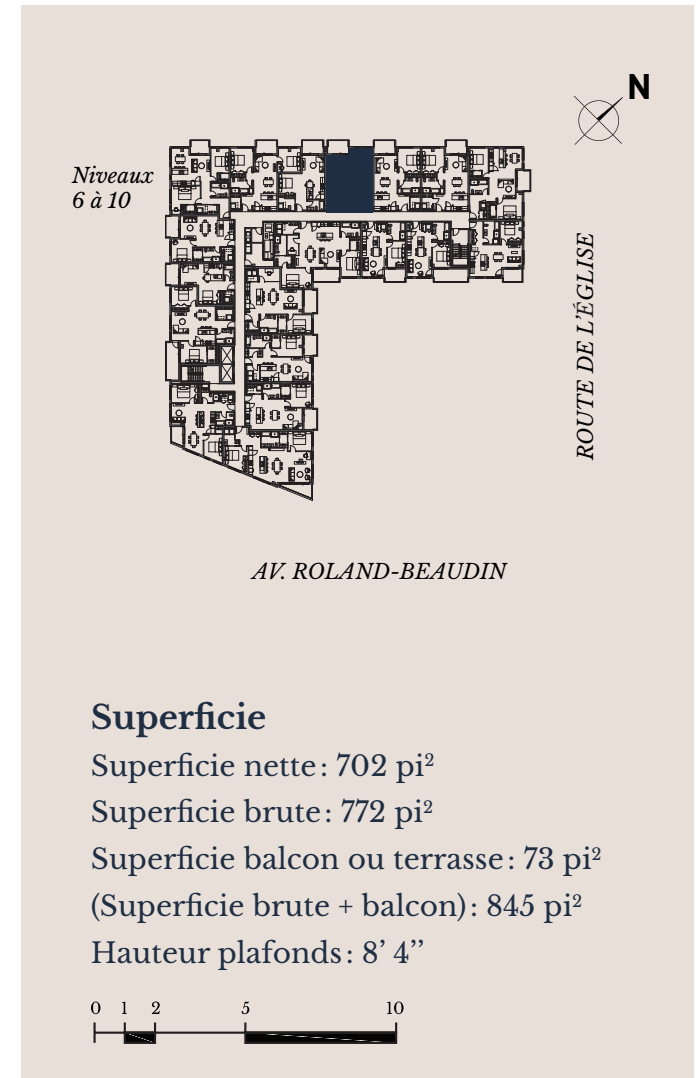 N
Niveaux
6 à 10
ROUTE DE L’ÉGLISE
AV. ROLAND-BEAUDIN
Superficie
Superficie nette : 702 pi²
Superficie brute : 772 pi²
Superficie balcon ou terrasse : 73 pi²
(Superficie brute + balcon) : 845 pi²
Hauteur plafonds : 8’ 4’’
0 1 2 5 10